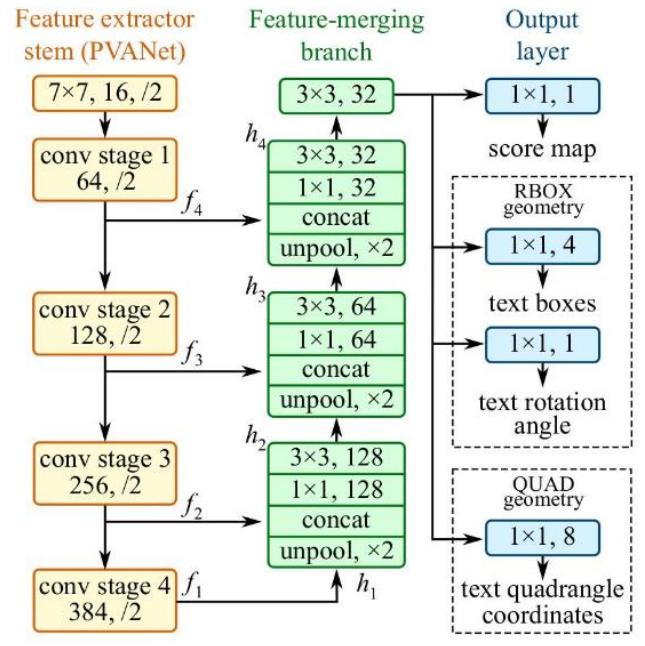 Feature extractor
stem (PVANet)
7×7, 16, /2
conv stage 1
64, /2
f₄
conv stage 2
128, /2
f₃
conv stage 3
256, /2
f₂
conv stage 4
384, /2
f₁
Feature-merging
branch
3×3, 32
h₄
3×3, 32
1×1, 32
concat
unpool, ×2
h₃
3×3, 64
1×1, 64
concat
unpool, ×2
h₂
3×3, 128
1×1, 128
concat
unpool, ×2
h₁
Output
layer
1×1, 1
score map
RBOX
geometry
1×1, 4
text boxes
1×1, 1
text rotation
angle
QUAD
geometry
1×1, 8
text quadrangle
coordinates